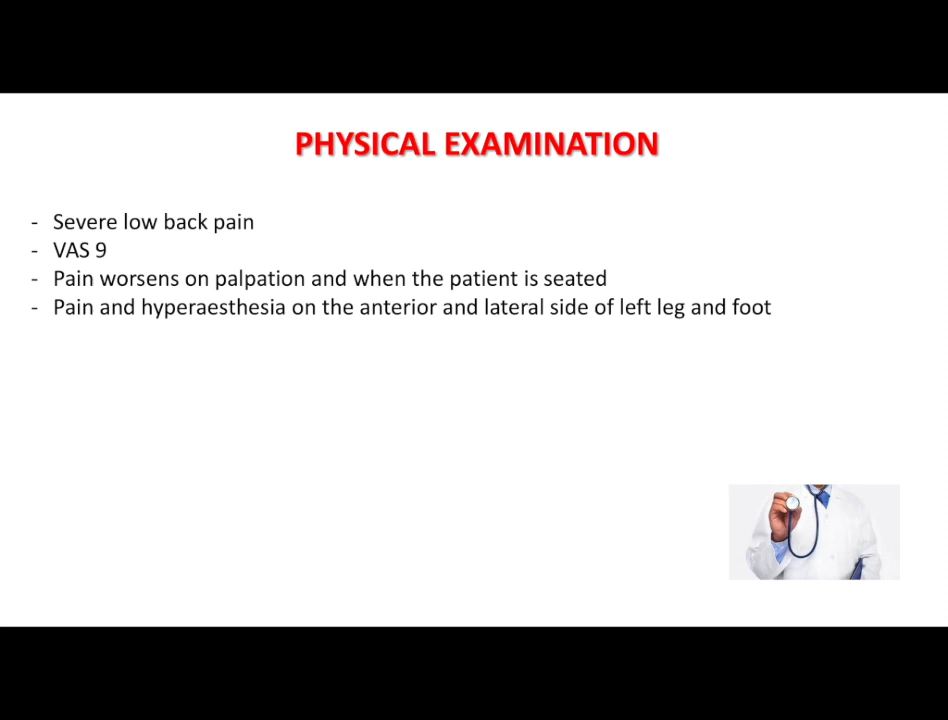 PHYSICAL EXAMINATION
- Severe low back pain
- VAS 9
- Pain worsens on palpation and when the patient is seated
- Pain and hyperaesthesia on the anterior and lateral side of left leg and foot